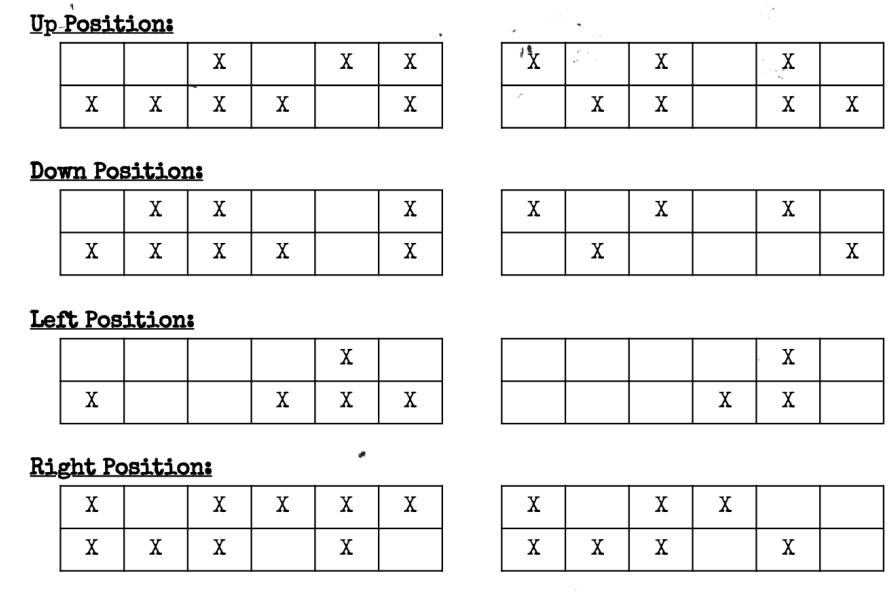 Up Position:
X X X X X X
X X X X X X X X X
Down Position:
X X X X X X
X X X X X X X
Left Position:
X X
X X X X X X
Right Position:
X X X X X X X X
X X X X X X X X